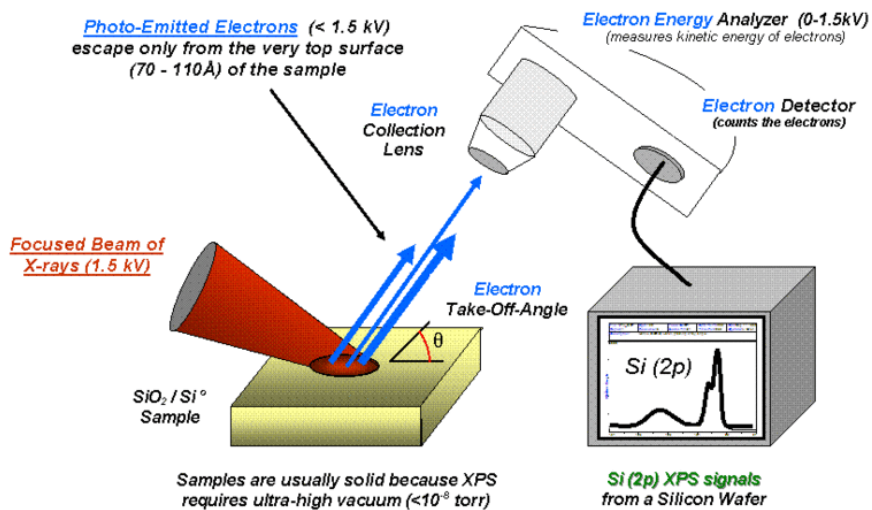 Photo-Emitted Electrons (< 1.5 kV)
escape only from the very top surface
(70 - 110Å) of the sample
Electron Energy Analyzer (0-1.5kV)
(measures kinetic energy of electrons)
Electron
Collection
Lens
Electron Detector
(counts the electrons)
Focused Beam of
X-rays (1.5 kV)
Electron
Take-Off-Angle
θ
Si (2p)
SiO₂ / Si°
Sample
Samples are usually solid because XPS
requires ultra-high vacuum (<10⁻⁸ torr)
Si (2p) XPS signals
from a Silicon Wafer